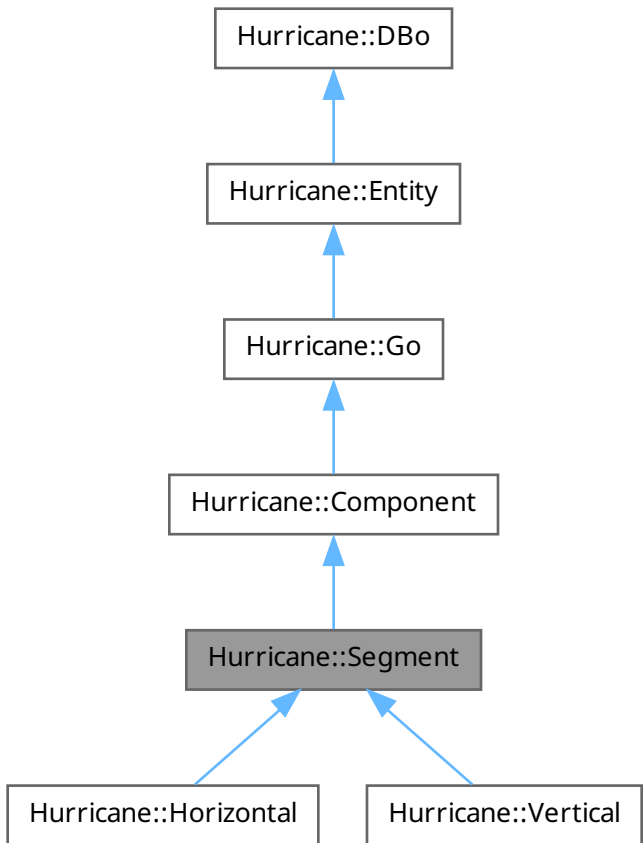 Hurricane::DBo
Hurricane::Entity
Hurricane::Go
Hurricane::Component
Hurricane::Segment
Hurricane::Horizontal
Hurricane::Vertical